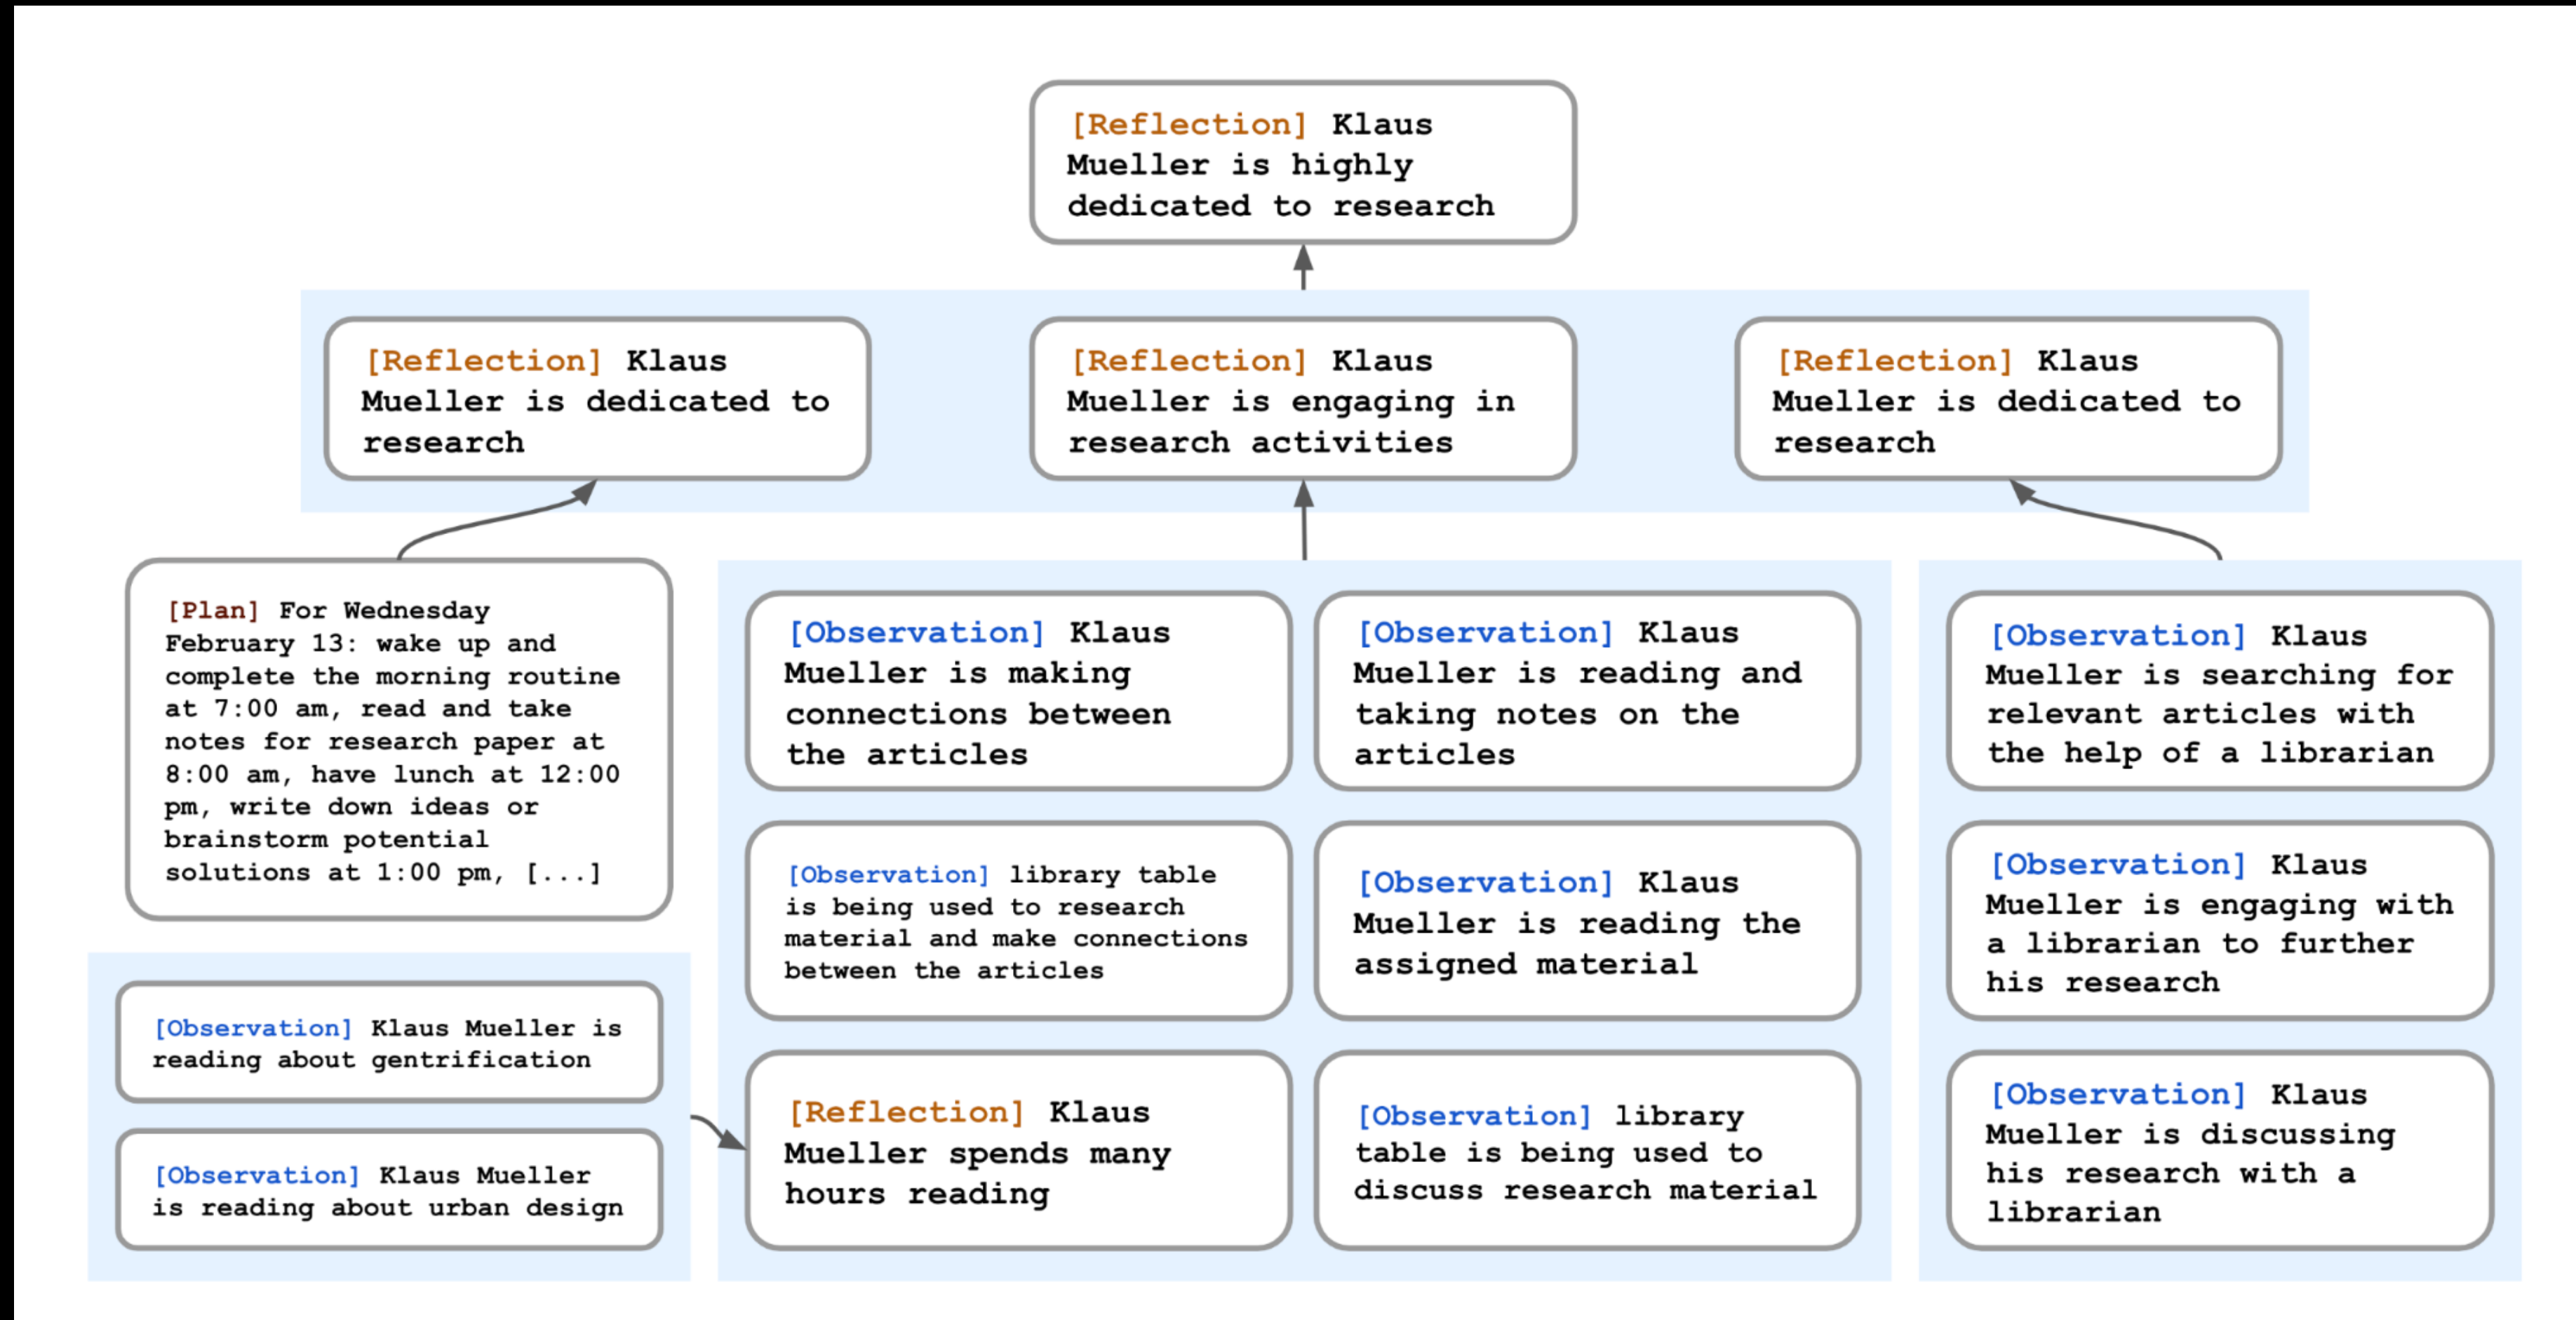 [Reflection] Klaus
Mueller is highly
dedicated to research
[Reflection] Klaus
Mueller is dedicated to
research
[Reflection] Klaus
Mueller is engaging in
research activities
[Reflection] Klaus
Mueller is dedicated to
research
[Plan] For Wednesday
February 13: wake up and
complete the morning routine
at 7:00 am, read and take
notes for research paper at
8:00 am, have lunch at 12:00
pm, write down ideas or
brainstorm potential
solutions at 1:00 pm, [...]
[Observation] Klaus Mueller is
reading about gentrification
[Observation] Klaus Mueller
is reading about urban design
[Observation] Klaus
Mueller is making
connections between
the articles
[Observation] Klaus
Mueller is reading and
taking notes on the
articles
[Observation] library table
is being used to research
material and make connections
between the articles
[Observation] Klaus
Mueller is reading the
assigned material
[Reflection] Klaus
Mueller spends many
hours reading
[Observation] library
table is being used to
discuss research material
[Observation] Klaus
Mueller is searching for
relevant articles with
the help of a librarian
[Observation] Klaus
Mueller is engaging with
a librarian to further
his research
[Observation] Klaus
Mueller is discussing
his research with a
librarian